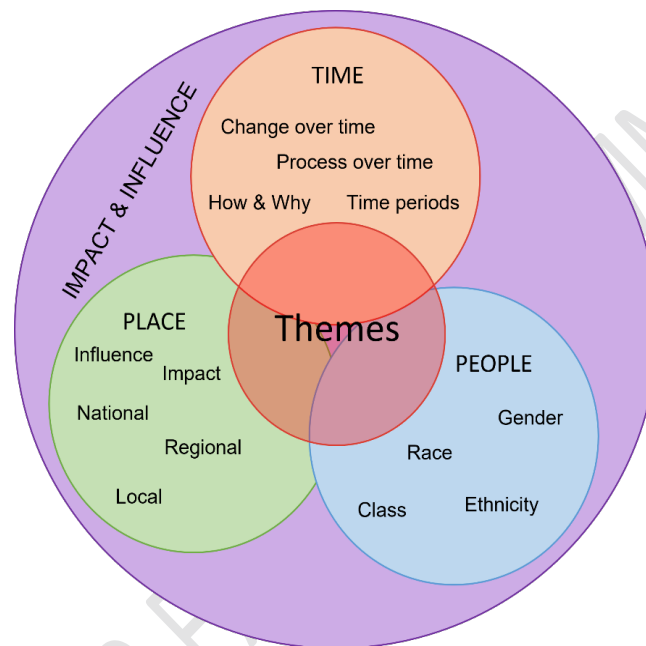 TIME
Change over time
Process over time
How & Why
Time periods
IMPACT & INFLUENCE
Themes
PLACE
Influence
Impact
National
Regional
Local
PEOPLE
Gender
Race
Class
Ethnicity